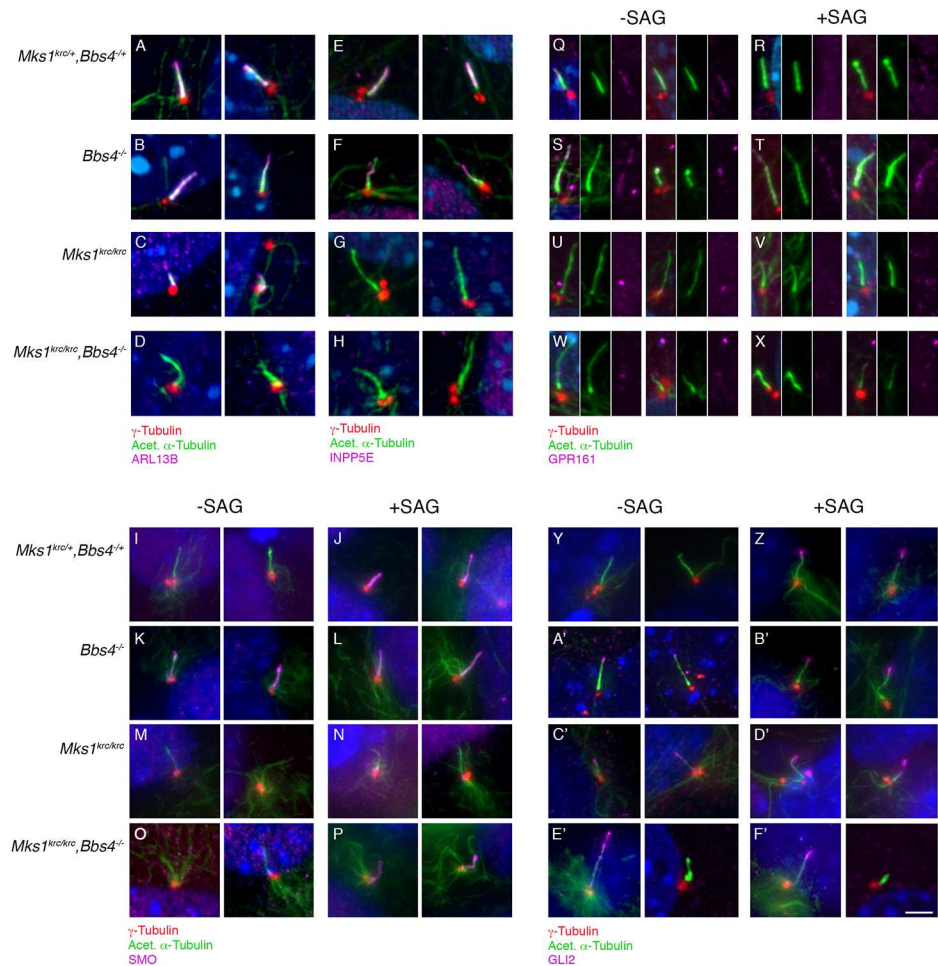 -SAG +SAG
Mks1krc/+,Bbs4-/+ A E Q R
Bbs4-/- B F S T
Mks1krc/krc C G U V
Mks1krc/krc,Bbs4-/- D H W X
γ-Tubulin γ-Tubulin γ-Tubulin
Acet. α-Tubulin Acet. α-Tubulin Acet. α-Tubulin
ARL13B INPP5E GPR161
-SAG +SAG -SAG +SAG
Mks1krc/+,Bbs4-/+ I J Y Z
Bbs4-/- K L A' B'
Mks1krc/krc M N C' D'
Mks1krc/krc,Bbs4-/- O P E' F'
γ-Tubulin γ-Tubulin
Acet. α-Tubulin Acet. α-Tubulin
SMO GLI2